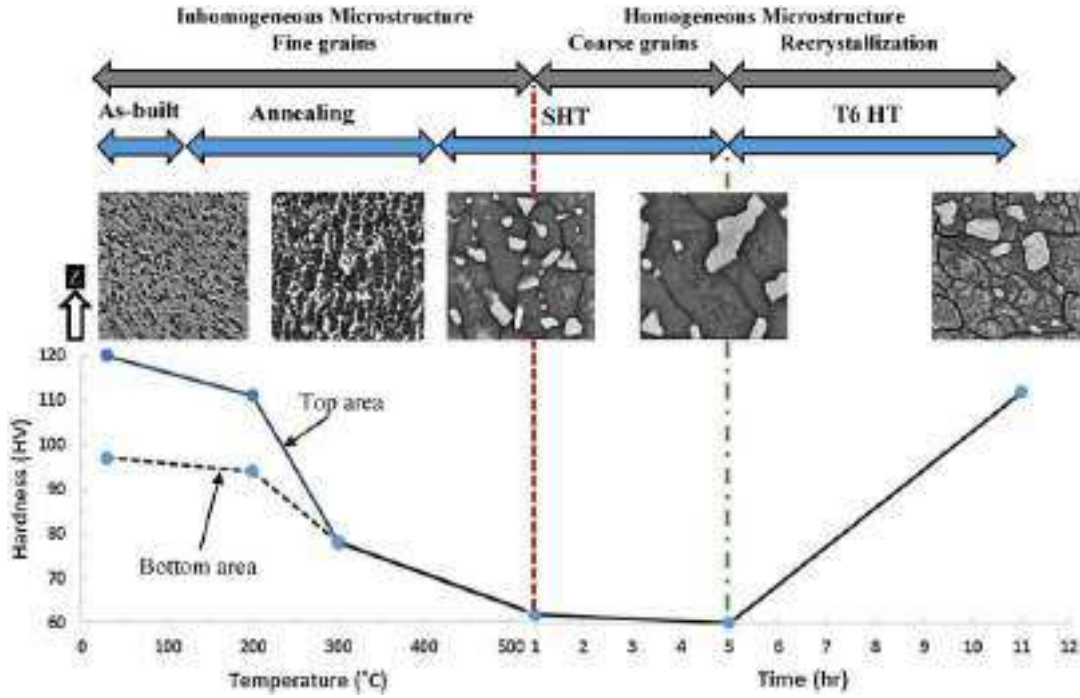 Inhomogeneous Microstructure
Homogeneous Microstructure
Fine grains
Coarse grains
Recrystallization
As-built
Annealing
SHT
T6 HT
Z
120
110
100
90
80
70
60
Hardness (HV)
Top area
Bottom area
0 100 200 300 400 500 1 2 3 4 5 6 7 8 9 10 11 12
Temperature (˚C)
Time (hr)